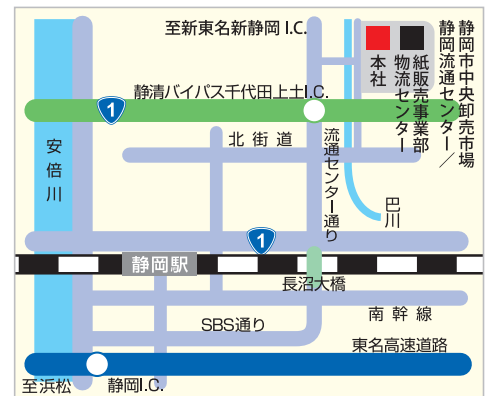 至新東名新静岡 I.C.
本社
紙販売事業部
物流センター
静岡市中央卸売市場
静岡流通センター／
静清バイパス千代田上土I.C.
1
安倍川
北街道
流通センター通り
巴川
1
静岡駅
長沼大橋
南幹線
SBS通り
東名高速道路
至浜松
静岡I.C.